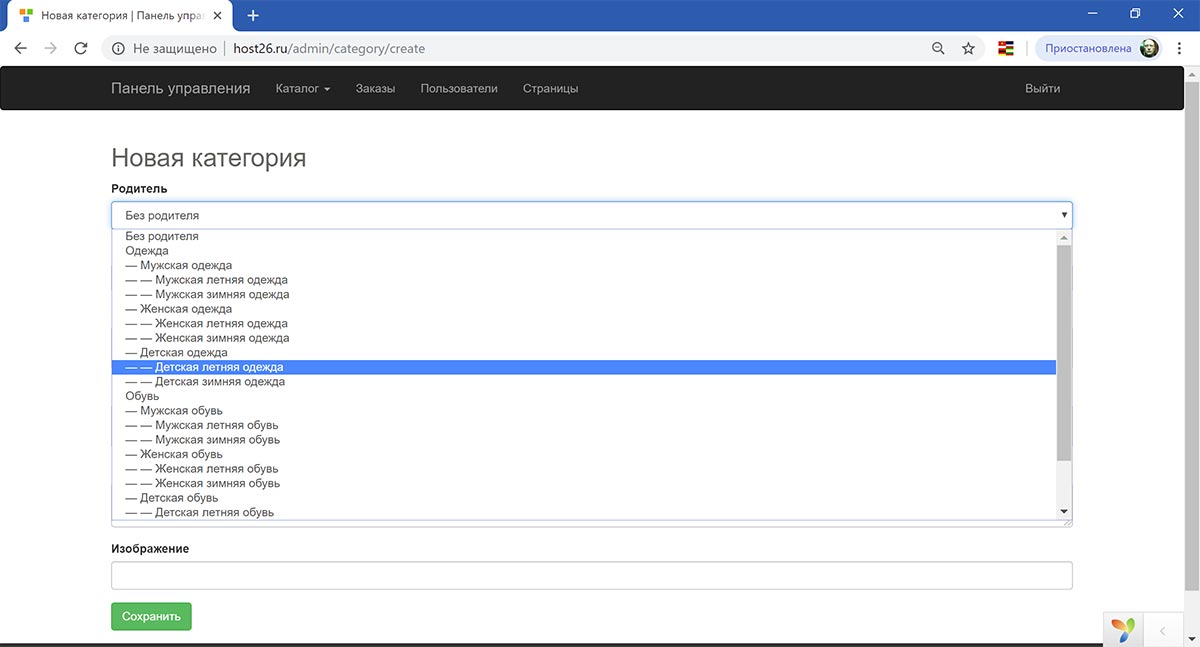 Новая категория | Панель упра
Не защищено
host26.ru/admin/category/create
Приостановлена
Панель управления
Каталог
Заказы
Пользователи
Страницы
Выйти
Новая категория
Родитель
Без родителя
Без родителя
Одежда
— Мужская одежда
— — Мужская летняя одежда
— — Мужская зимняя одежда
— Женская одежда
— — Женская летняя одежда
— — Женская зимняя одежда
— Детская одежда
— — Детская летняя одежда
— — Детская зимняя одежда
Обувь
— Мужская обувь
— — Мужская летняя обувь
— — Мужская зимняя обувь
— Женская обувь
— — Женская летняя обувь
— — Женская зимняя обувь
— Детская обувь
— — Детская летняя обувь
Изображение
Сохранить